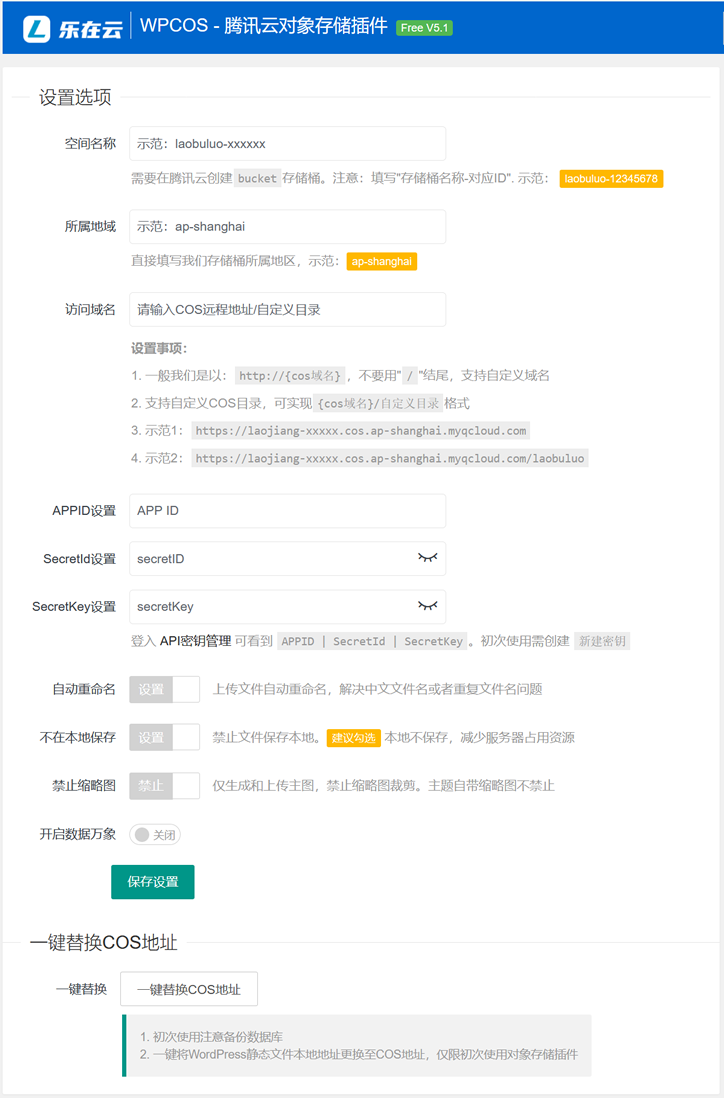 乐在云 WPCOS - 腾讯云对象存储插件 Free V5.1
设置选项
空间名称 示范：laobuluo-xxxxxx
需要在腾讯云创建 bucket 存储桶。注意：填写"存储桶名称-对应ID". 示范： laobuluo-12345678
所属地域 示范：ap-shanghai
直接填写我们存储桶所属地区，示范： ap-shanghai
访问域名 请输入COS远程地址/自定义目录
设置事项：
1. 一般我们是以： http://{cos域名} ，不要用" / "结尾，支持自定义域名
2. 支持自定义COS目录，可实现 {cos域名}/自定义目录 格式
3. 示范1： https://laojiang-xxxxx.cos.ap-shanghai.myqcloud.com
4. 示范2： https://laojiang-xxxxx.cos.ap-shanghai.myqcloud.com/laobuluo
APPID设置 APP ID
SecretId设置 secretID
SecretKey设置 secretKey
登入 API密钥管理 可看到 APPID | SecretId | SecretKey 。初次使用需创建 新建密钥
自动重命名 设置 上传文件自动重命名，解决中文文件名或者重复文件名问题
不在本地保存 设置 禁止文件保存本地。 建议勾选 本地不保存，减少服务器占用资源
禁止缩略图 禁止 仅生成和上传主图，禁止缩略图裁剪。主题自带缩略图不禁止
开启数据万象 关闭
保存设置
一键替换COS地址
一键替换 一键替换COS地址
1. 初次使用注意备份数据库
2. 一键将WordPress静态文件本地地址更换至COS地址，仅限初次使用对象存储插件